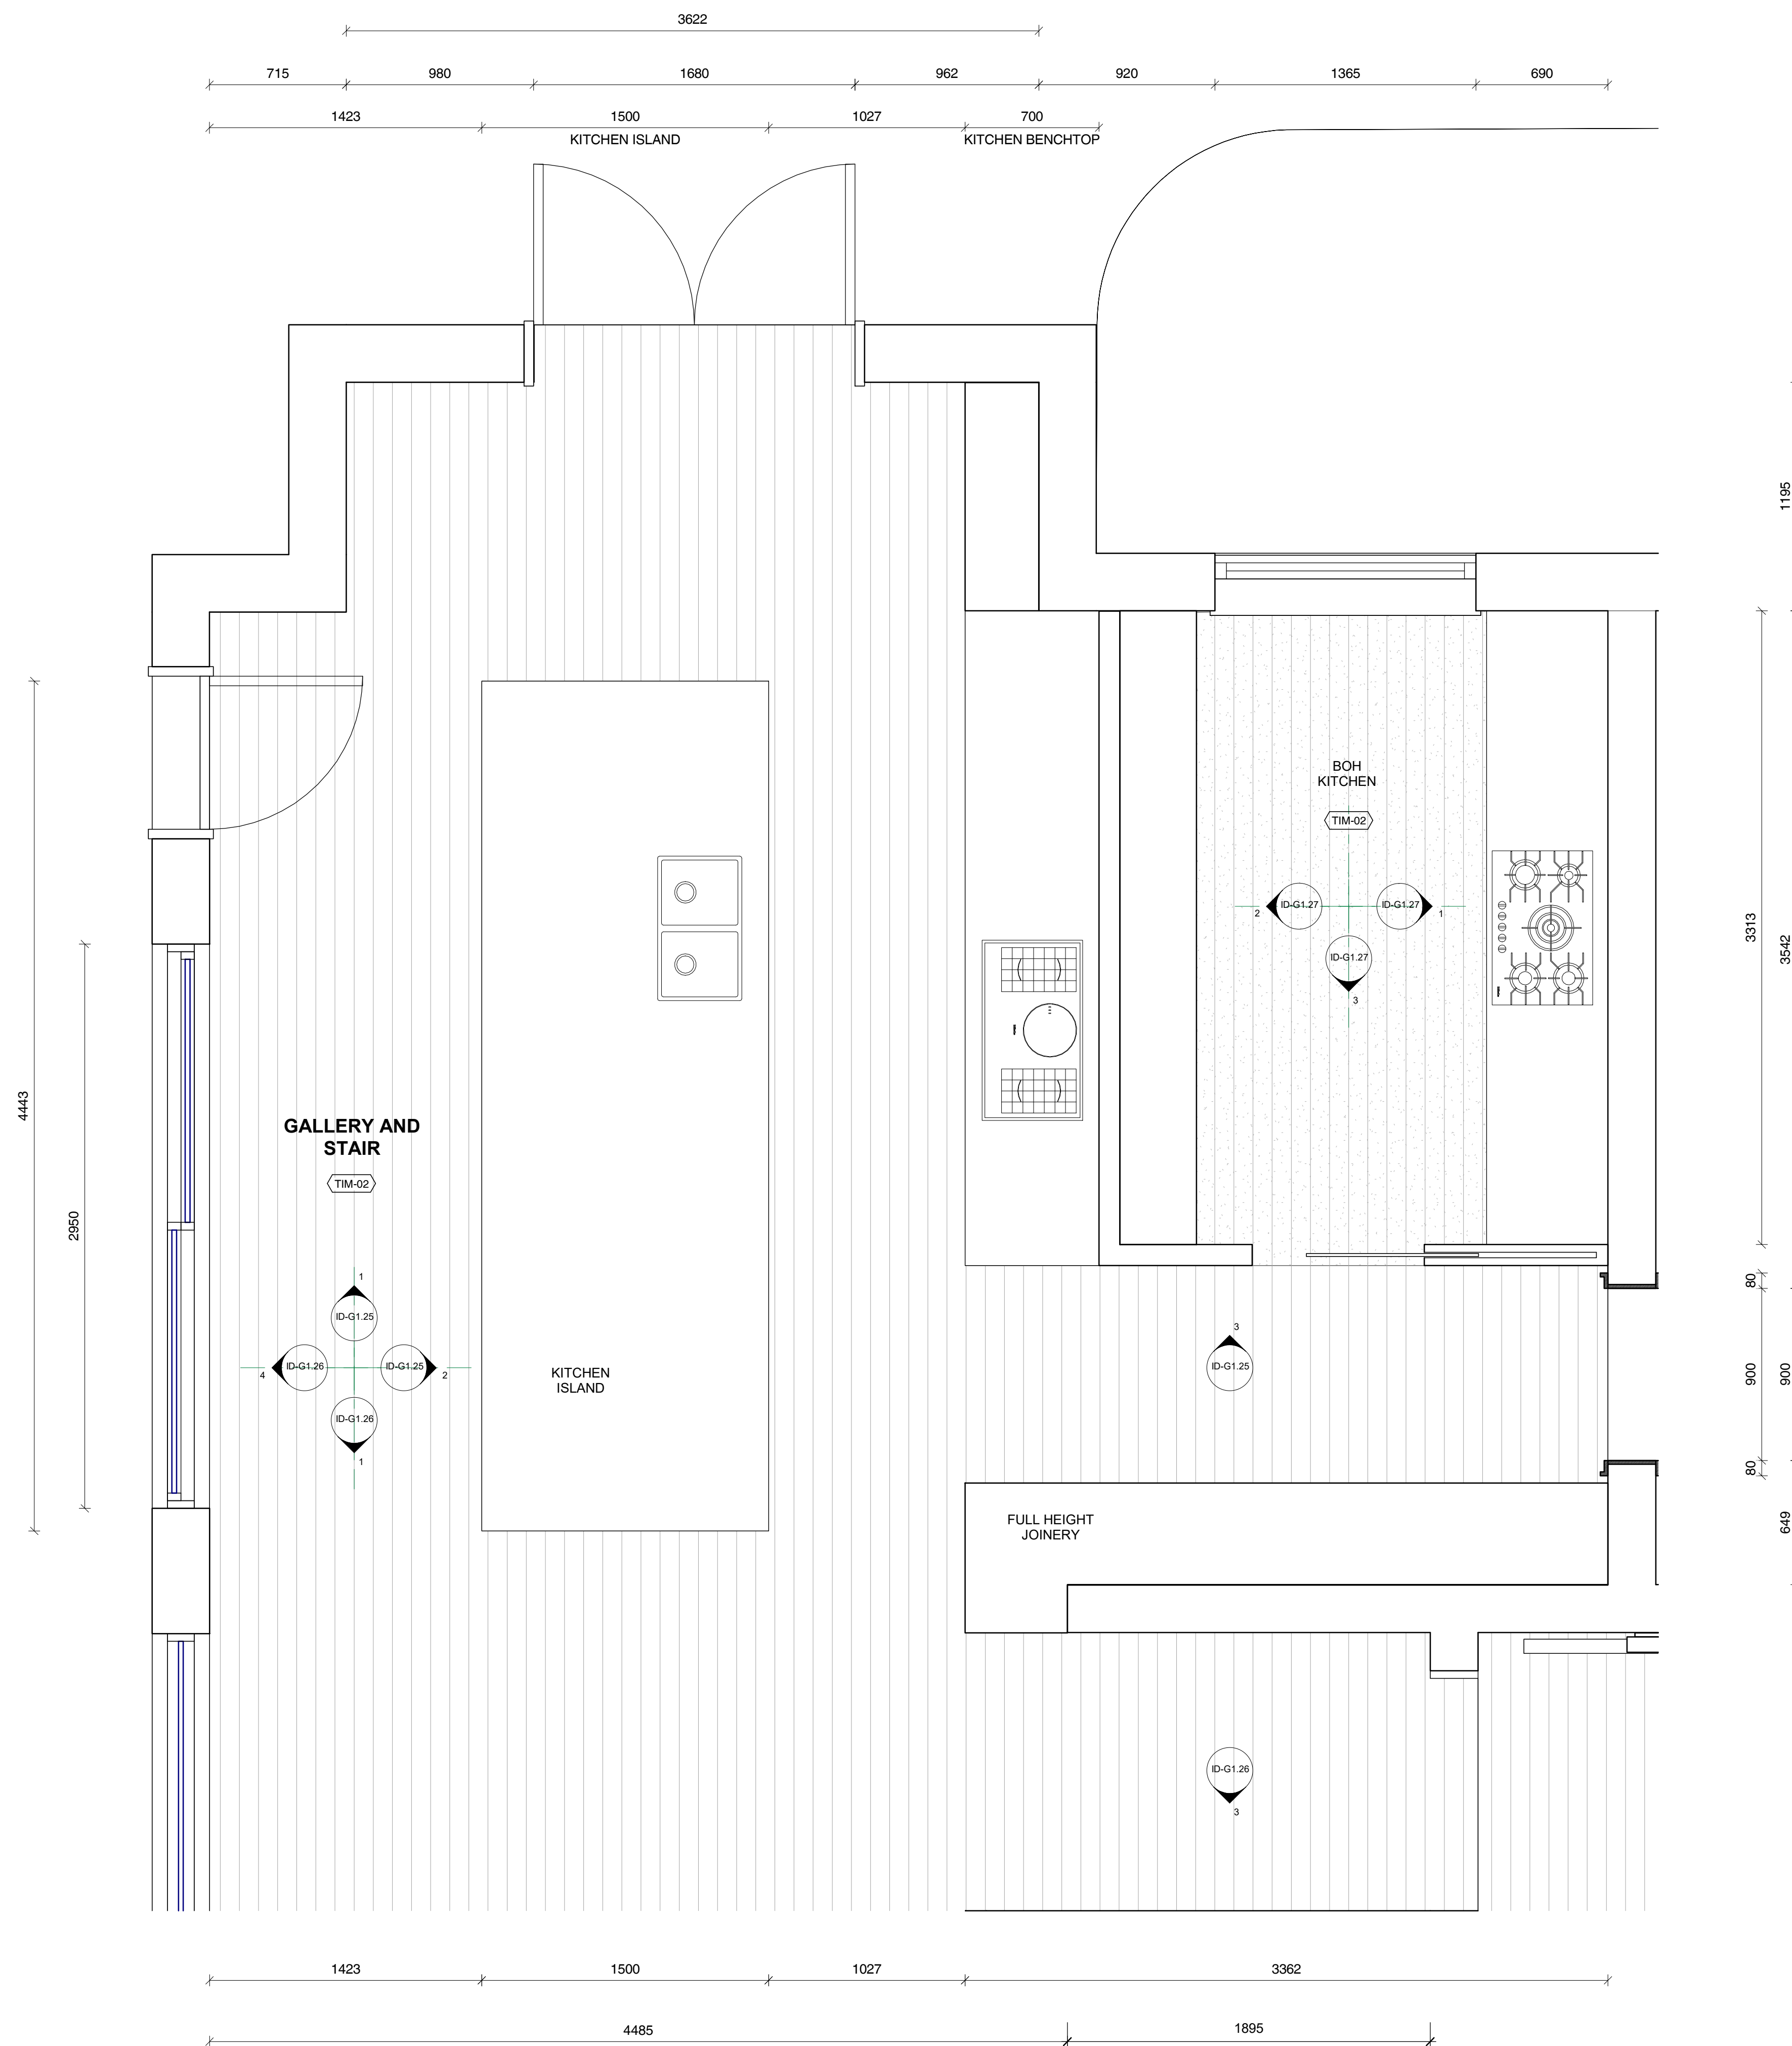 3622
715 980 1680 962 920 1365 690
1423 1500 1027 700
KITCHEN ISLAND KITCHEN BENCHTOP
1195
BOH
KITCHEN
TIM-02
2 ID-G1.27 ID-G1.27 1
ID-G1.27
3
3313
3542
4443
2950
GALLERY AND
STAIR
TIM-02
1
ID-G1.25
4 ID-G1.26 ID-G1.25 2
ID-G1.26
1
KITCHEN
ISLAND
3
ID-G1.25
80
900
900
80
649
FULL HEIGHT
JOINERY
ID-G1.26
3
1423 1500 1027 3362
4485 1895